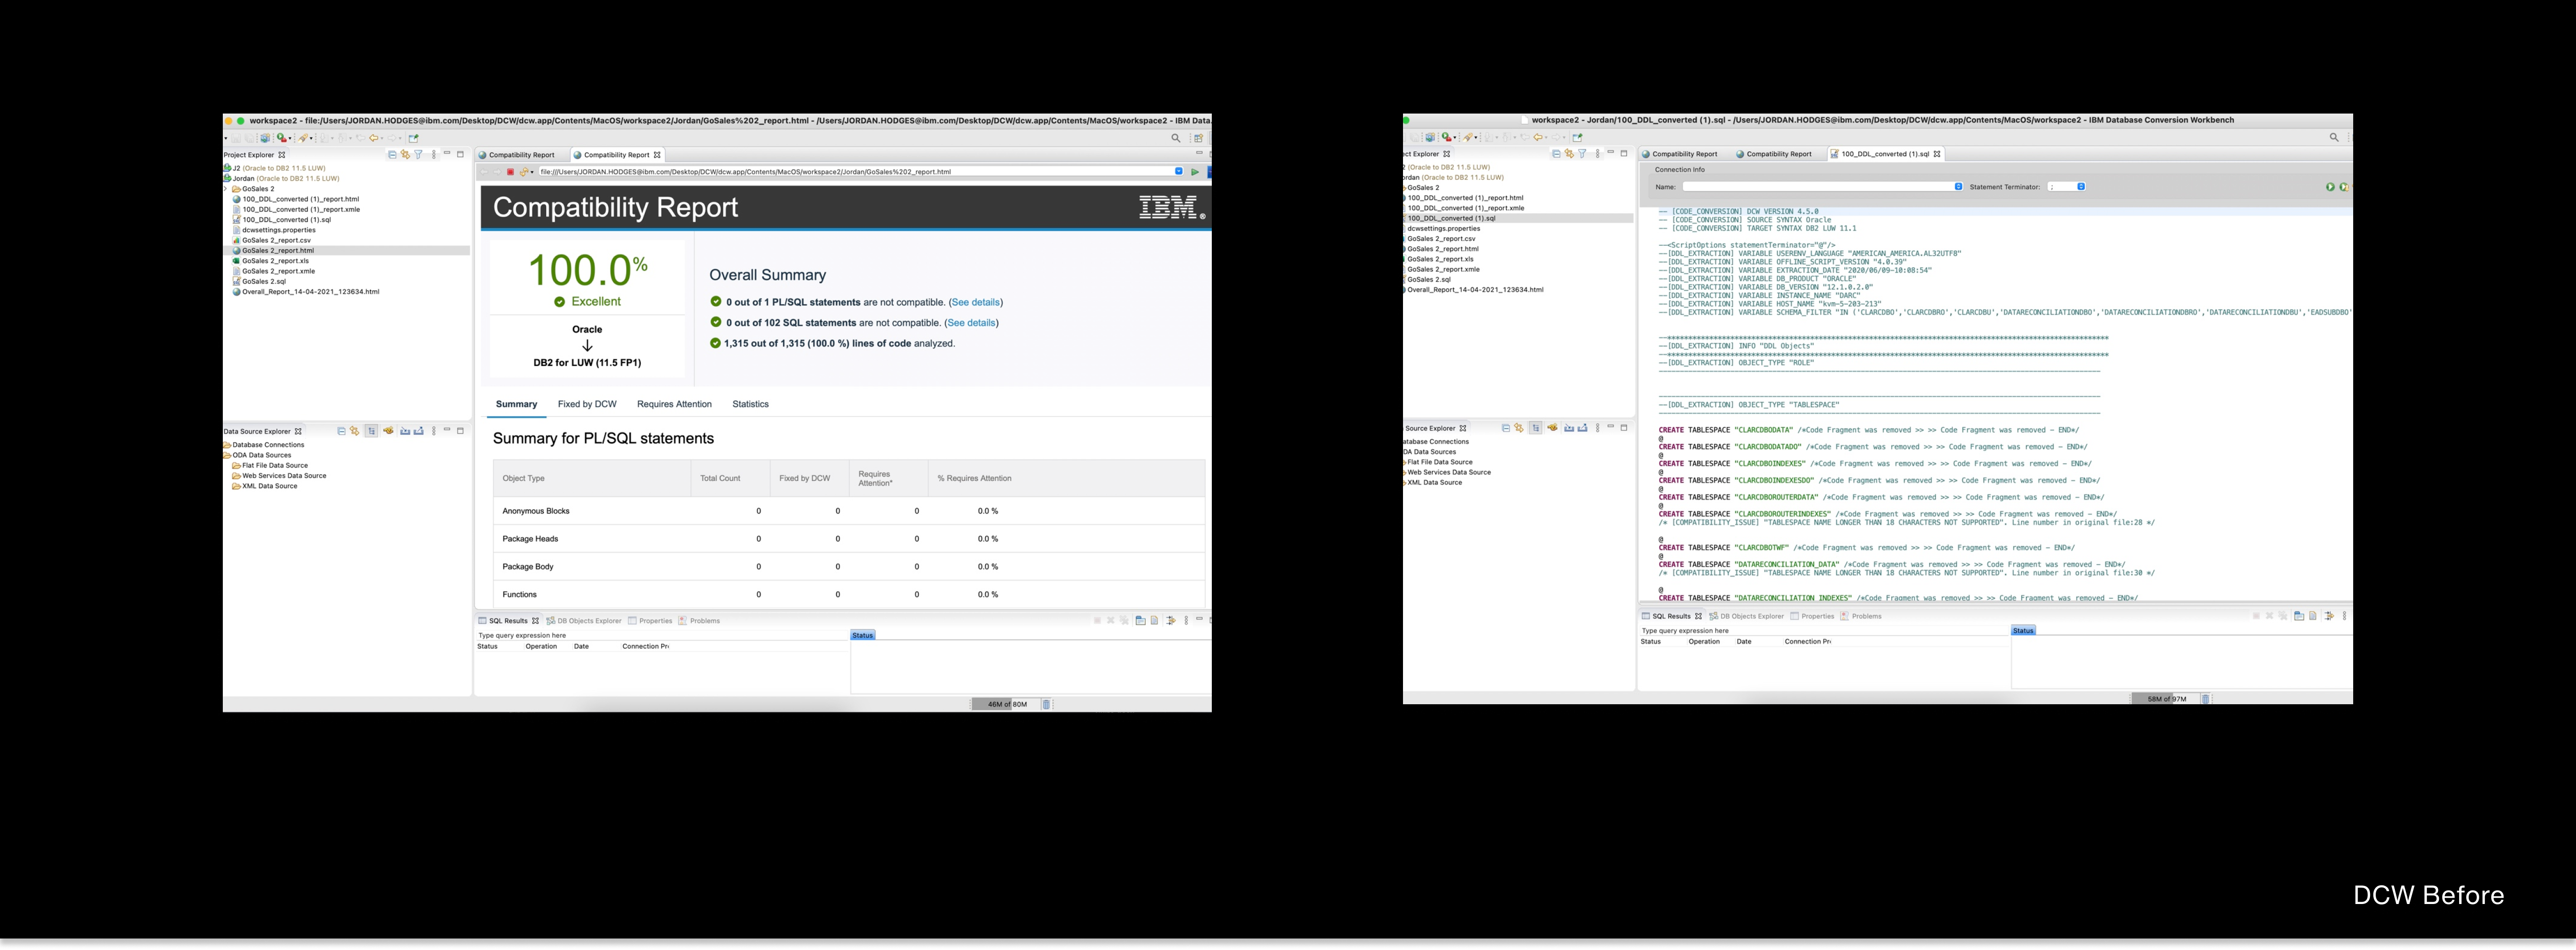 workspace2 - file:/Users/JORDAN.HODGES@ibm.com/Desktop/DCW/dcw.app/Contents/MacOS/workspace2/Jordan/GoSales%202_report.html - /Users/JORDAN.HODGES@ibm.com/Desktop/DCW/dcw.app/Contents/MacOS/workspace2 - IBM Data
Project Explorer
J2 (Oracle to DB2 11.5 LUW)
Jordan (Oracle to DB2 11.5 LUW)
GoSales 2
100_DDL_converted (1)_report.html
100_DDL_converted (1)_report.xmle
100_DDL_converted (1).sql
dcwsettings.properties
GoSales 2_report.csv
GoSales 2_report.html
GoSales 2_report.xls
GoSales 2_report.xmle
GoSales 2.sql
Overall_Report_14-04-2021_123634.html
Data Source Explorer
Database Connections
ODA Data Sources
Flat File Data Source
Web Services Data Source
XML Data Source
Compatibility Report
Compatibility Report
file:///Users/JORDAN.HODGES@ibm.com/Desktop/DCW/dcw.app/Contents/MacOS/workspace2/Jordan/GoSales%202_report.html
Compatibility Report
IBM
100.0%
Excellent
Oracle
↓
DB2 for LUW (11.5 FP1)
Overall Summary
0 out of 1 PL/SQL statements are not compatible. (See details)
0 out of 102 SQL statements are not compatible. (See details)
1,315 out of 1,315 (100.0 %) lines of code analyzed.
Summary Fixed by DCW Requires Attention Statistics
Summary for PL/SQL statements
Object Type Total Count Fixed by DCW Requires Attention* % Requires Attention
Anonymous Blocks 0 0 0 0.0 %
Package Heads 0 0 0 0.0 %
Package Body 0 0 0 0.0 %
Functions 0 0 0 0.0 %
SQL Results DB Objects Explorer Properties Problems
Type query expression here
Status
Status Operation Date Connection Pr
46M of 80M
workspace2 - Jordan/100_DDL_converted (1).sql - /Users/JORDAN.HODGES@ibm.com/Desktop/DCW/dcw.app/Contents/MacOS/workspace2 - IBM Database Conversion Workbench
ect Explorer
2 (Oracle to DB2 11.5 LUW)
ordan (Oracle to DB2 11.5 LUW)
GoSales 2
100_DDL_converted (1)_report.html
100_DDL_converted (1)_report.xmle
100_DDL_converted (1).sql
dcwsettings.properties
GoSales 2_report.csv
GoSales 2_report.html
GoSales 2_report.xls
GoSales 2_report.xmle
GoSales 2.sql
Overall_Report_14-04-2021_123634.html
Source Explorer
atabase Connections
DA Data Sources
Flat File Data Source
Web Services Data Source
XML Data Source
Compatibility Report
Compatibility Report
100_DDL_converted (1).sql
Connection Info
Name:
Statement Terminator: ;
-- [CODE_CONVERSION] DCW VERSION 4.5.0
-- [CODE_CONVERSION] SOURCE SYNTAX Oracle
-- [CODE_CONVERSION] TARGET SYNTAX DB2 LUW 11.1
--<ScriptOptions statementTerminator="@"/>
--[DDL_EXTRACTION] VARIABLE USERENV_LANGUAGE "AMERICAN_AMERICA.AL32UTF8"
--[DDL_EXTRACTION] VARIABLE OFFLINE_SCRIPT_VERSION "4.0.39"
--[DDL_EXTRACTION] VARIABLE EXTRACTION_DATE "2020/06/09-10:08:54"
--[DDL_EXTRACTION] VARIABLE DB_PRODUCT "ORACLE"
--[DDL_EXTRACTION] VARIABLE DB_VERSION "12.1.0.2.0"
--[DDL_EXTRACTION] VARIABLE INSTANCE_NAME "DARC"
--[DDL_EXTRACTION] VARIABLE HOST_NAME "kvm-5-203-213"
--[DDL_EXTRACTION] VARIABLE SCHEMA_FILTER "IN ('CLARCDBO','CLARCDBRO','CLARCDBU','DATARECONCILIATIONDBO','DATARECONCILIATIONDBRO','DATARECONCILIATIONDBU','EADSUBDBO'
--[DDL_EXTRACTION] INFO "DDL Objects"
--[DDL_EXTRACTION] OBJECT_TYPE "ROLE"
--[DDL_EXTRACTION] OBJECT_TYPE "TABLESPACE"
CREATE TABLESPACE "CLARCDBODATA" /*Code Fragment was removed >> >> Code Fragment was removed - END*/
@
CREATE TABLESPACE "CLARCDBODATADO" /*Code Fragment was removed >> >> Code Fragment was removed - END*/
@
CREATE TABLESPACE "CLARCDBOINDEXES" /*Code Fragment was removed >> >> Code Fragment was removed - END*/
@
CREATE TABLESPACE "CLARCDBOINDEXESDO" /*Code Fragment was removed >> >> Code Fragment was removed - END*/
@
CREATE TABLESPACE "CLARCDBOROUTERDATA" /*Code Fragment was removed >> >> Code Fragment was removed - END*/
@
CREATE TABLESPACE "CLARCDBOROUTERINDEXES" /*Code Fragment was removed >> >> Code Fragment was removed - END*/
/* [COMPATIBILITY_ISSUE] "TABLESPACE NAME LONGER THAN 18 CHARACTERS NOT SUPPORTED". Line number in original file:28 */
@
CREATE TABLESPACE "CLARCDBOTWF" /*Code Fragment was removed >> >> Code Fragment was removed - END*/
@
CREATE TABLESPACE "DATARECONCILIATION_DATA" /*Code Fragment was removed >> >> Code Fragment was removed - END*/
/* [COMPATIBILITY_ISSUE] "TABLESPACE NAME LONGER THAN 18 CHARACTERS NOT SUPPORTED". Line number in original file:30 */
@
CREATE TABLESPACE "DATARECONCILIATION_INDEXES" /*Code Fragment was removed >> >> Code Fragment was removed - END*/
SQL Results DB Objects Explorer Properties Problems
Type query expression here
Status
Status Operation Date Connection Pr
58M of 97M
DCW Before